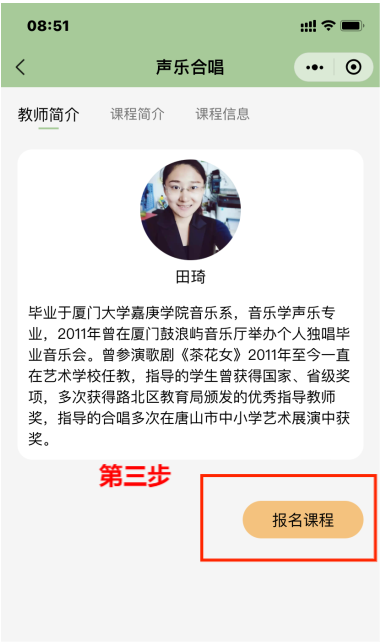 08:51
声乐合唱
教师简介 课程简介 课程信息
田琦
毕业于厦门大学嘉庚学院音乐系，音乐学声乐专
业，2011年曾在厦门鼓浪屿音乐厅举办个人独唱毕
业音乐会。曾参演歌剧《茶花女》2011年至今一直
在艺术学校任教，指导的学生曾获得国家、省级奖
项，多次获得路北区教育局颁发的优秀指导教师
奖，指导的合唱多次在唐山市中小学艺术展演中获
奖。
第三步
报名课程